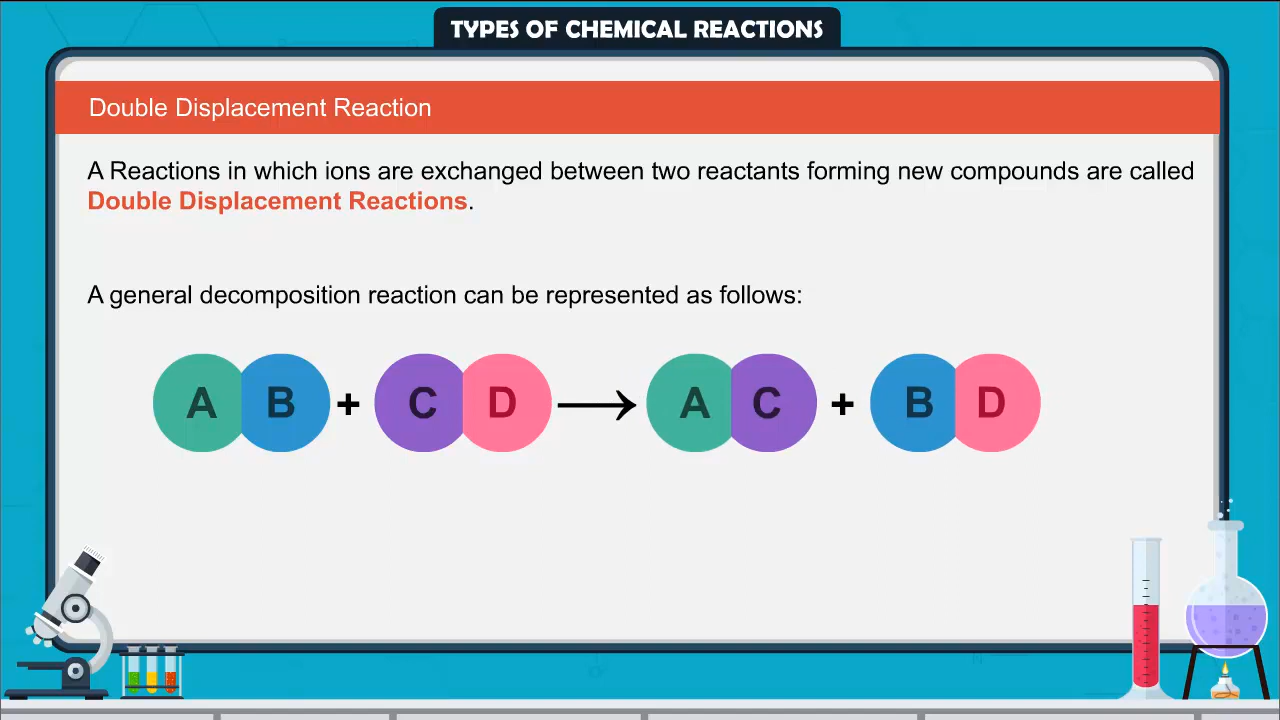 TYPES OF CHEMICAL REACTIONS
Double Displacement Reaction
A Reactions in which ions are exchanged between two reactants forming new compounds are called
Double Displacement Reactions.
A general decomposition reaction can be represented as follows:
A B + C D → A C + B D